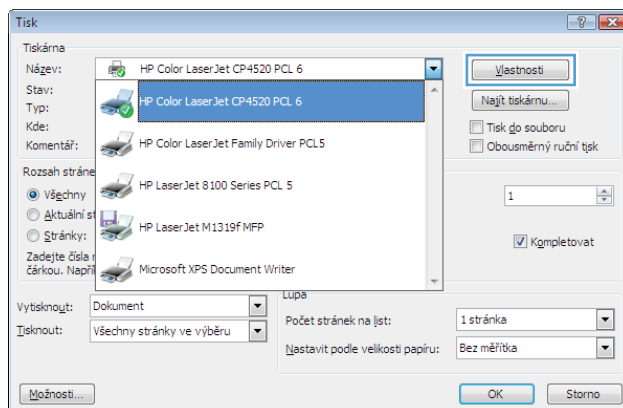 Tisk
Tiskárna
Název: HP Color LaserJet CP4520 PCL 6 Vlastnosti
Stav: HP Color LaserJet CP4520 PCL 6 Najít tiskárnu...
Typ:
Kde: HP Color LaserJet Family Driver PCL5 Tisk do souboru
Komentář: Obousměrný ruční tisk
Rozsah stráne
HP LaserJet 8100 Series PCL 5
Všechny 1
Aktuální st
HP LaserJet M1319f MFP
Stránky: Kompletovat
Zadejte čísla r
čárkou. Např Microsoft XPS Document Writer
Vytisknout: Dokument Lupa
Tisknout: Všechny stránky ve výběru Počet stránek na list: 1 stránka
Nastavit podle velikosti papíru: Bez měřítka
Možnosti... OK Storno